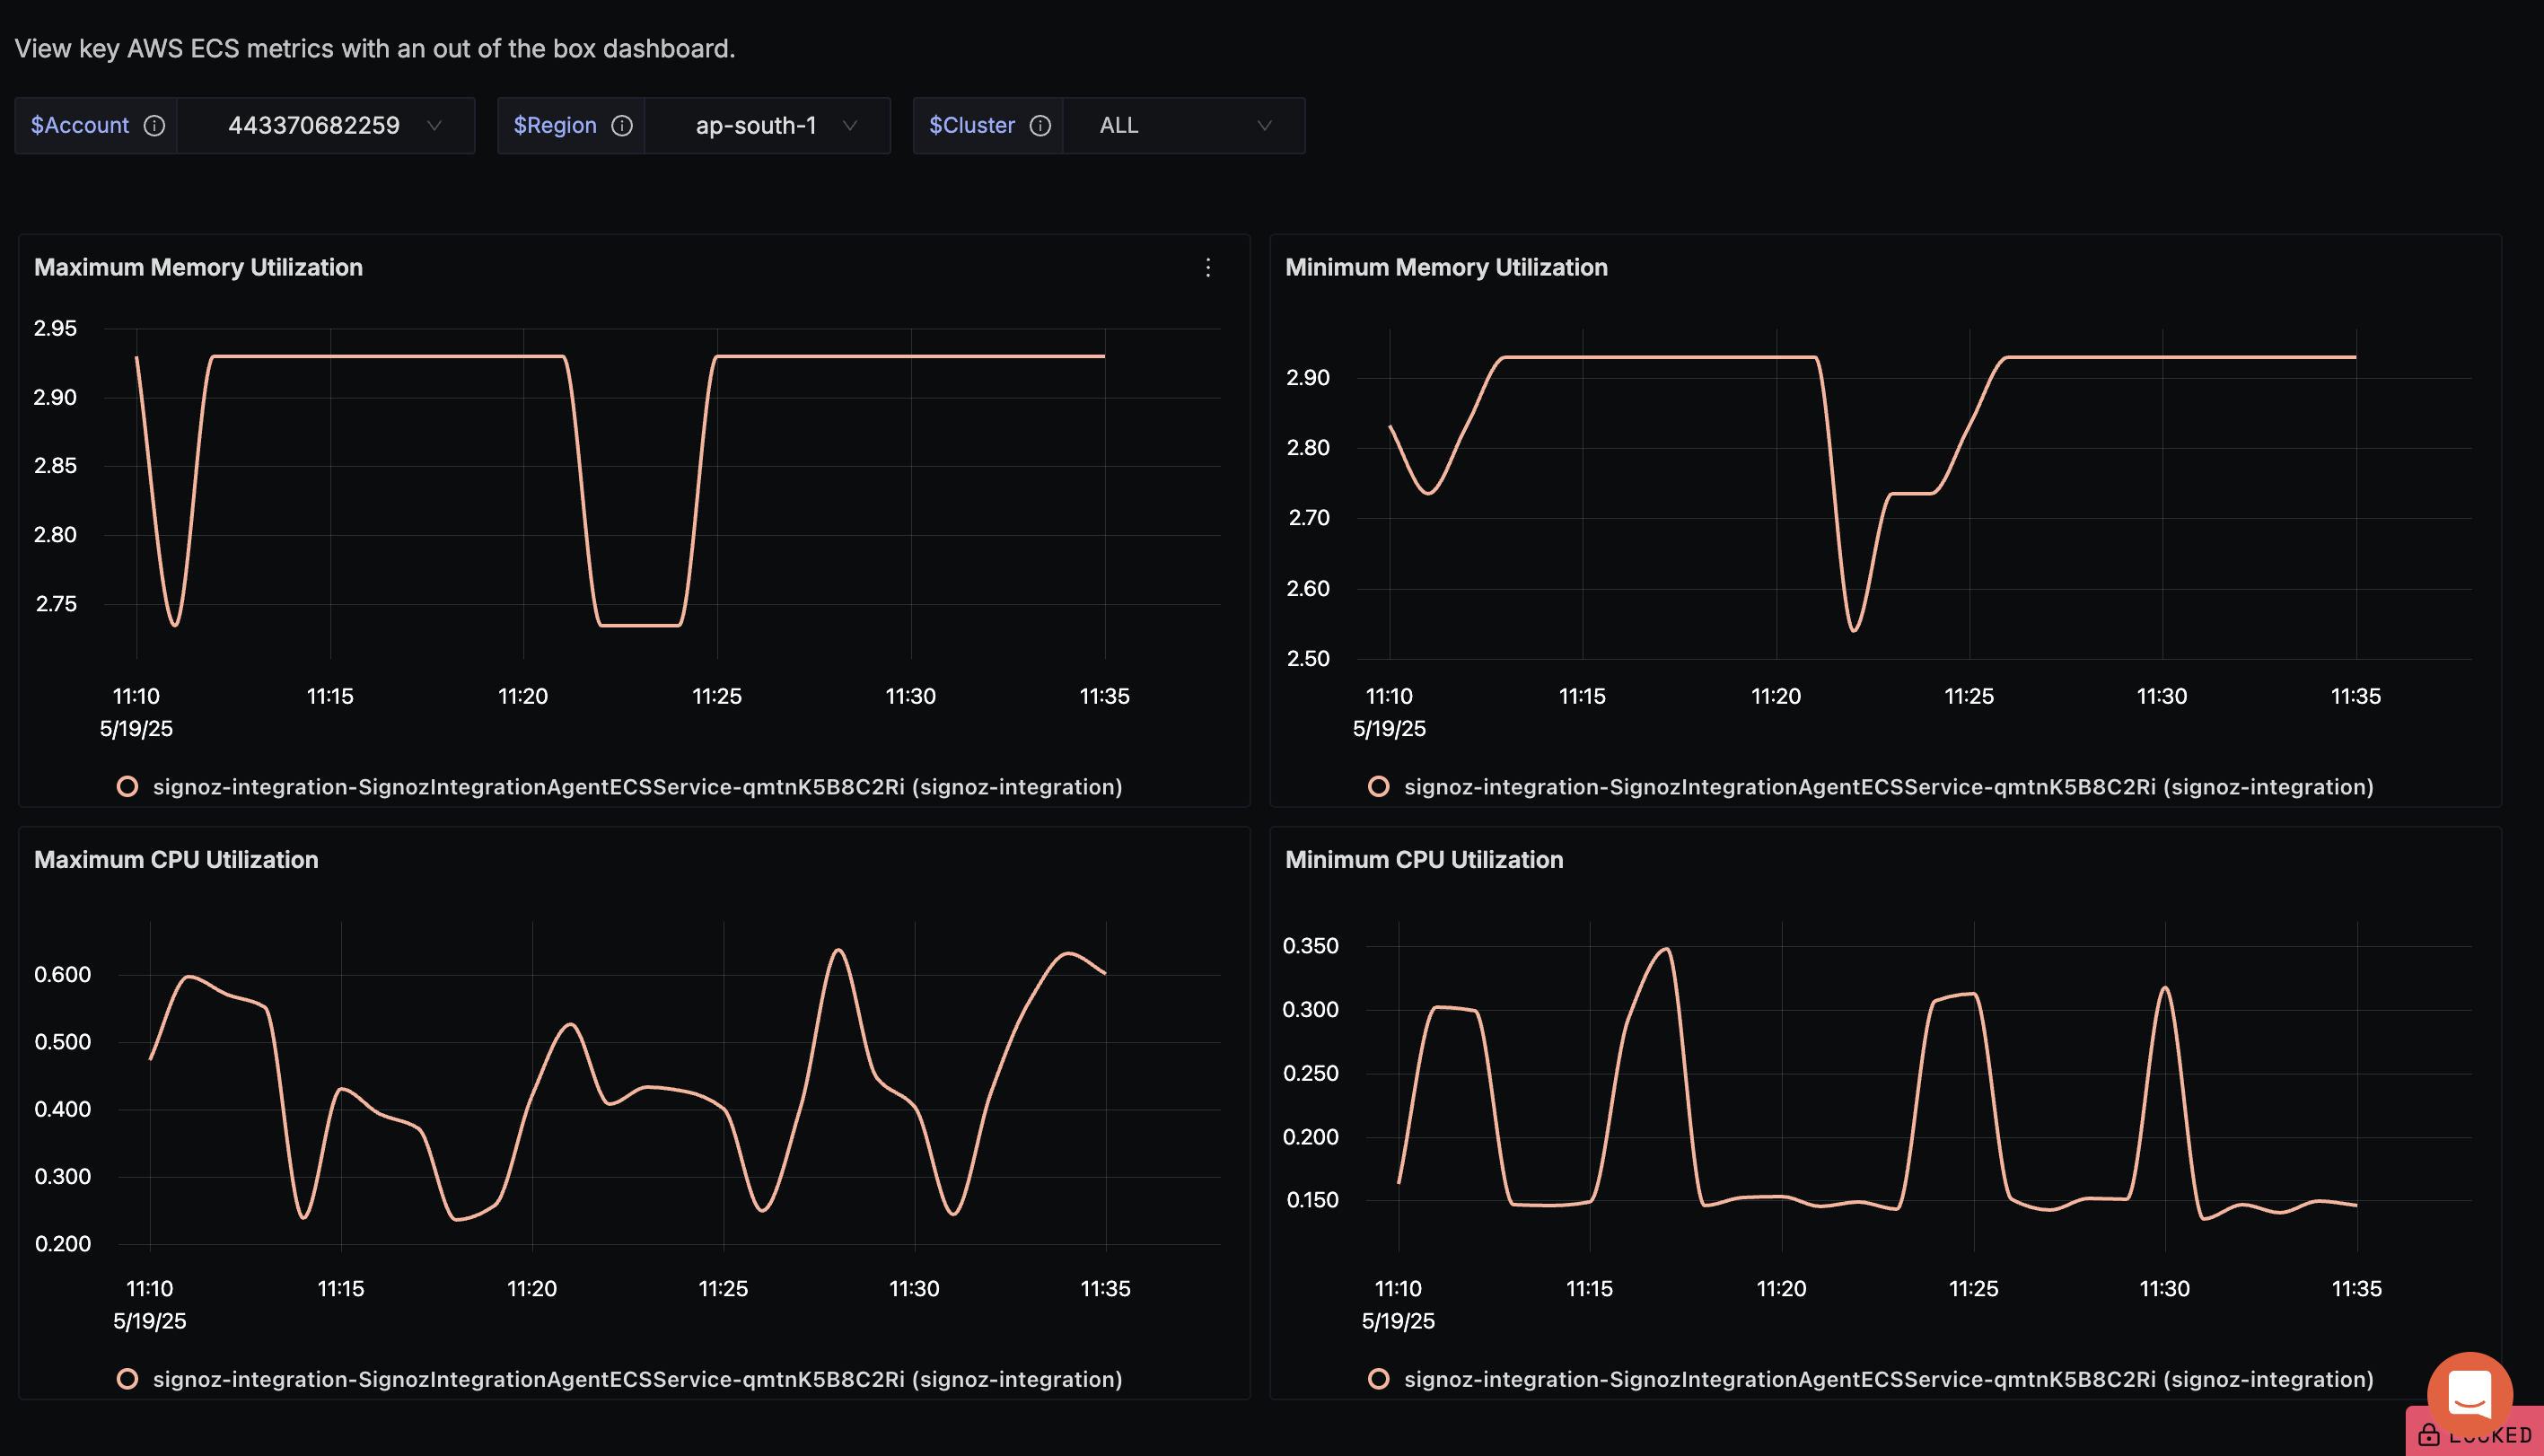 View key AWS ECS metrics with an out of the box dashboard.
$Account 443370682259 $Region ap-south-1 $Cluster ALL
Maximum Memory Utilization
2.95
2.90
2.85
2.80
2.75
11:10 11:15 11:20 11:25 11:30 11:35
5/19/25
signoz-integration-SignozIntegrationAgentECSService-qmtnK5B8C2Ri (signoz-integration)
Minimum Memory Utilization
2.90
2.80
2.70
2.60
2.50
11:10 11:15 11:20 11:25 11:30 11:35
5/19/25
signoz-integration-SignozIntegrationAgentECSService-qmtnK5B8C2Ri (signoz-integration)
Maximum CPU Utilization
0.600
0.500
0.400
0.300
0.200
11:10 11:15 11:20 11:25 11:30 11:35
5/19/25
signoz-integration-SignozIntegrationAgentECSService-qmtnK5B8C2Ri (signoz-integration)
Minimum CPU Utilization
0.350
0.300
0.250
0.200
0.150
11:10 11:15 11:20 11:25 11:30 11:35
5/19/25
signoz-integration-SignozIntegrationAgentECSService-qmtnK5B8C2Ri (signoz-integration)
LOCKED